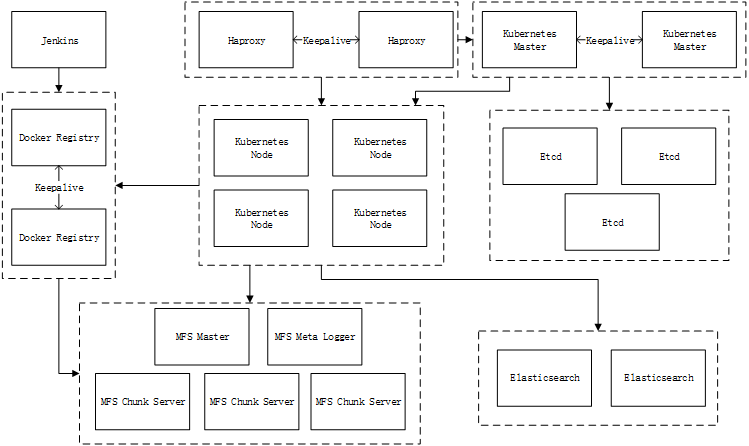 Jenkins
Haproxy
Keepalive
Haproxy
Kubernetes
Master
Keepalive
Kubernetes
Master
Docker Registry
Keepalive
Docker Registry
Kubernetes
Node
Kubernetes
Node
Kubernetes
Node
Kubernetes
Node
Etcd
Etcd
Etcd
MFS Master
MFS Meta Logger
MFS Chunk Server
MFS Chunk Server
MFS Chunk Server
Elasticsearch
Elasticsearch